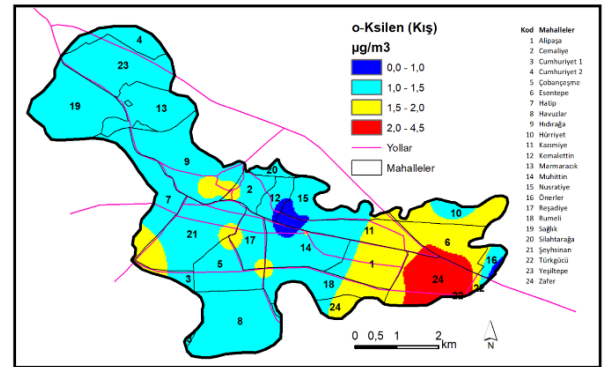 o-Ksilen (Kış)
µg/m3
0,0 - 1,0
1,0 - 1,5
1,5 - 2,0
2,0 - 4,5
Yollar
Mahalleler
Kod Mahalleler
1 Alipaşa
2 Cemaliye
3 Cumhuriyet 1
4 Cumhuriyet 2
5 Çobançeşme
6 Esentepe
7 Hatip
8 Havuzlar
9 Hıdırağa
10 Hürriyet
11 Kazımiye
12 Kemalettin
13 Marmaracık
14 Muhittin
15 Nusratiye
16 Önerler
17 Reşadiye
18 Rumeli
19 Sağlık
20 Silahtarağa
21 Şeyhsinan
22 Türkgücü
23 Yeşiltepe
24 Zafer
4
23
19
13
9
20
2
12
15
7
10
21
17
11
14
6
16
5
1
3
18
24
22
24
8
0 0,5 1 2
km
N